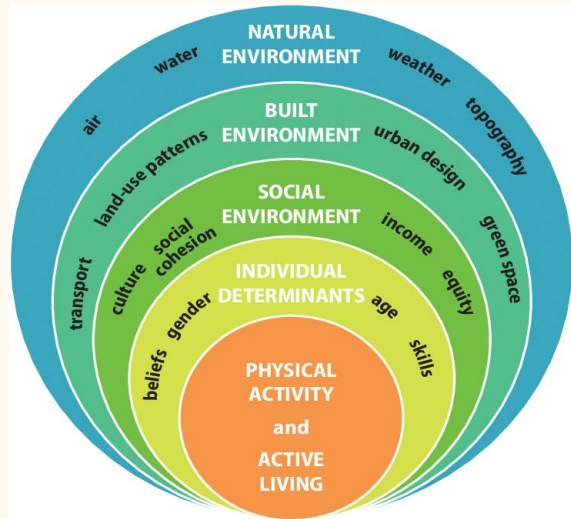 NATURAL
ENVIRONMENT
air
water
weather
topography
BUILT
ENVIRONMENT
transport
land-use patterns
urban design
green space
SOCIAL
ENVIRONMENT
culture
social
cohesion
income
equity
INDIVIDUAL
DETERMINANTS
beliefs
gender
age
skills
PHYSICAL
ACTIVITY
and
ACTIVE
LIVING